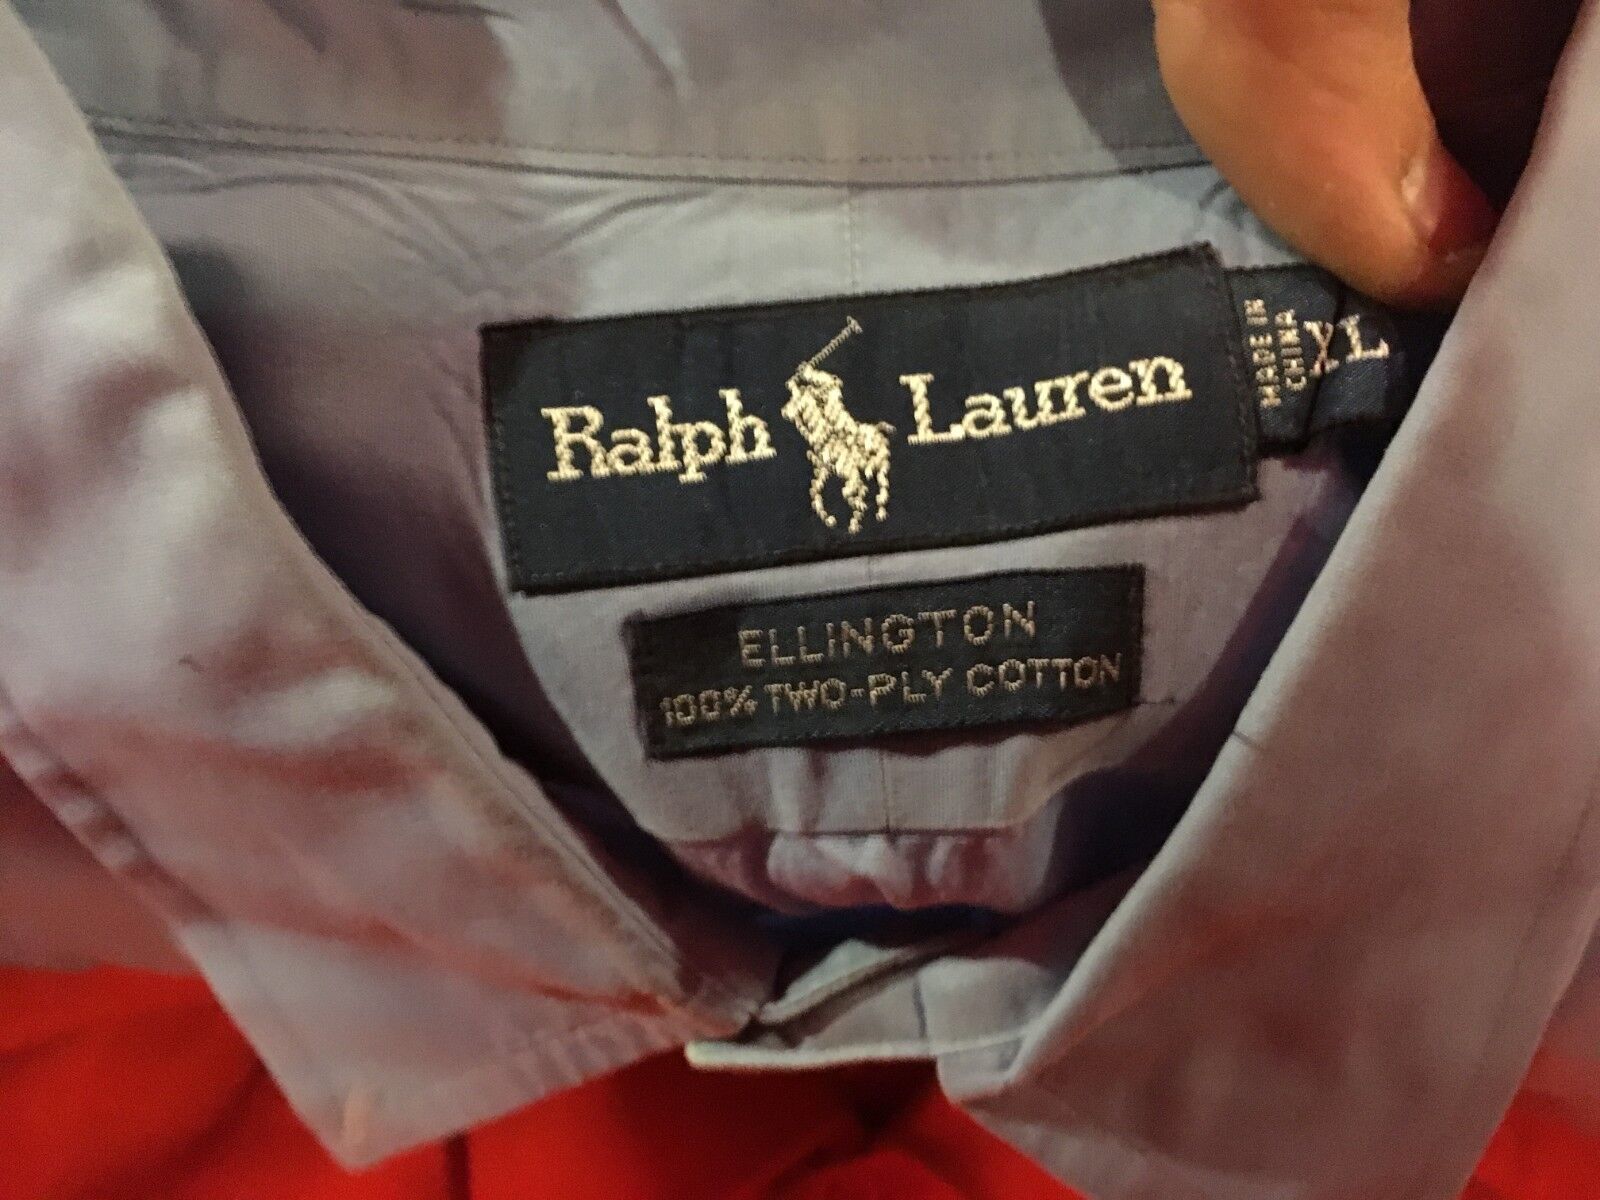 Ralph Lauren
MADE IN
CHINA
XL
ELLINGTON
100% TWO-PLY COTTON